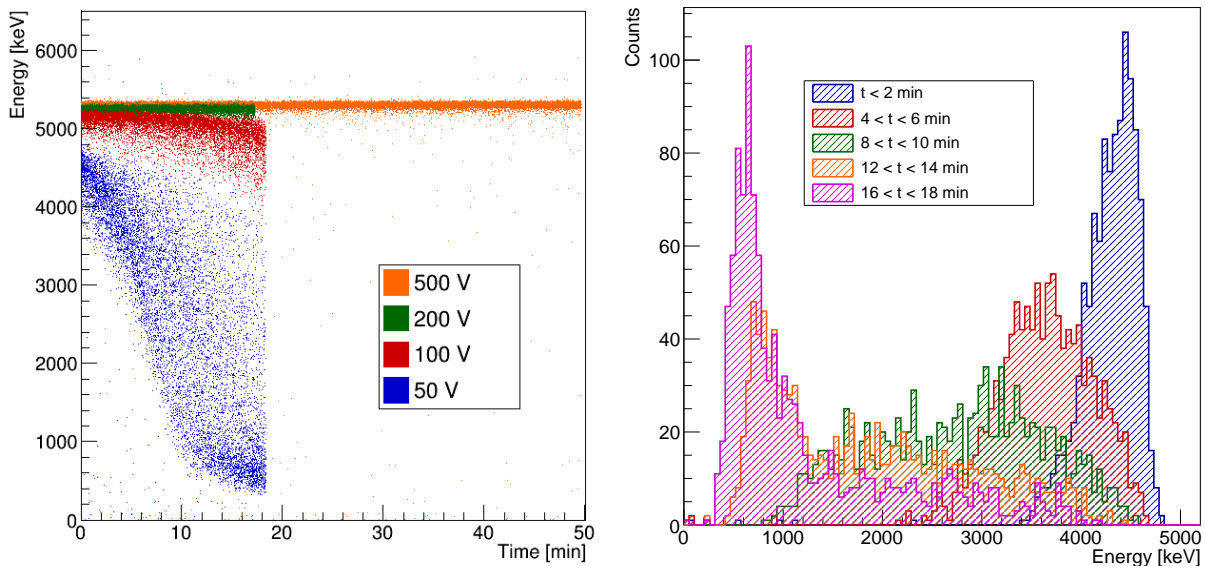 Energy [keV]
6000
5000
4000
3000
2000
1000
0
0
10
20
30
40
50
Time [min]
500 V
200 V
100 V
50 V
Counts
100
80
60
40
20
0
0
1000
2000
3000
4000
5000
Energy [keV]
t < 2 min
4 < t < 6 min
8 < t < 10 min
12 < t < 14 min
16 < t < 18 min